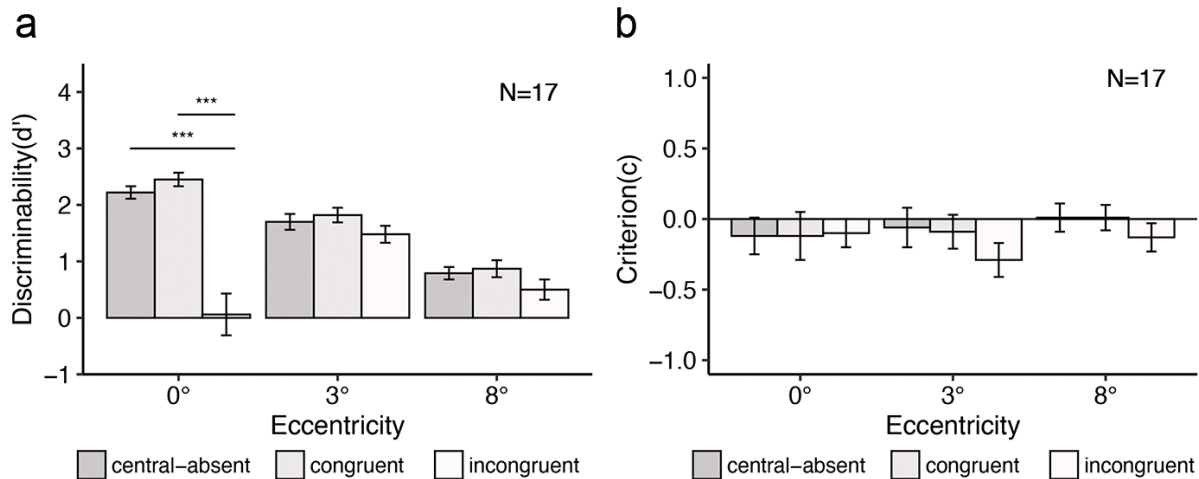 a
Discriminability(d')
4
3
2
1
0
−1
N=17
***
***
0°
3°
8°
Eccentricity
central−absent
congruent
incongruent
b
Criterion(c)
1.0
0.5
0.0
−0.5
−1.0
N=17
0°
3°
8°
Eccentricity
central−absent
congruent
incongruent